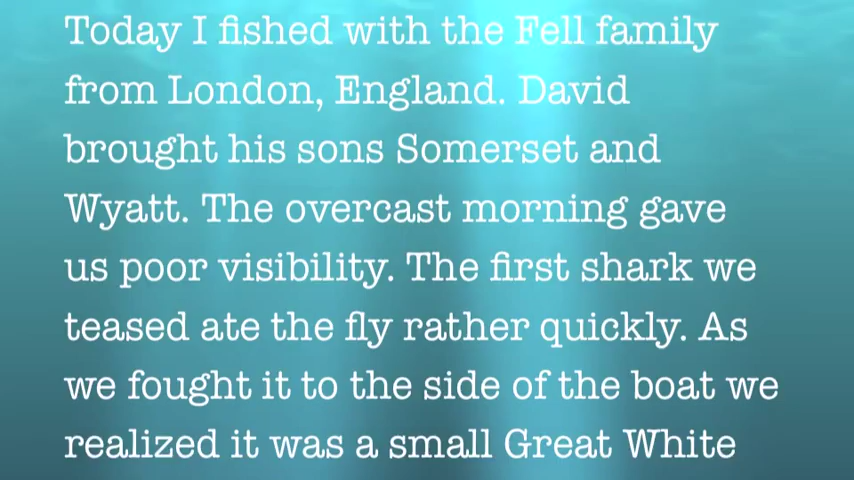 Today I fished with the Fell family
from London, England. David
brought his sons Somerset and
Wyatt. The overcast morning gave
us poor visibility. The first shark we
teased ate the fly rather quickly. As
we fought it to the side of the boat we
realized it was a small Great White